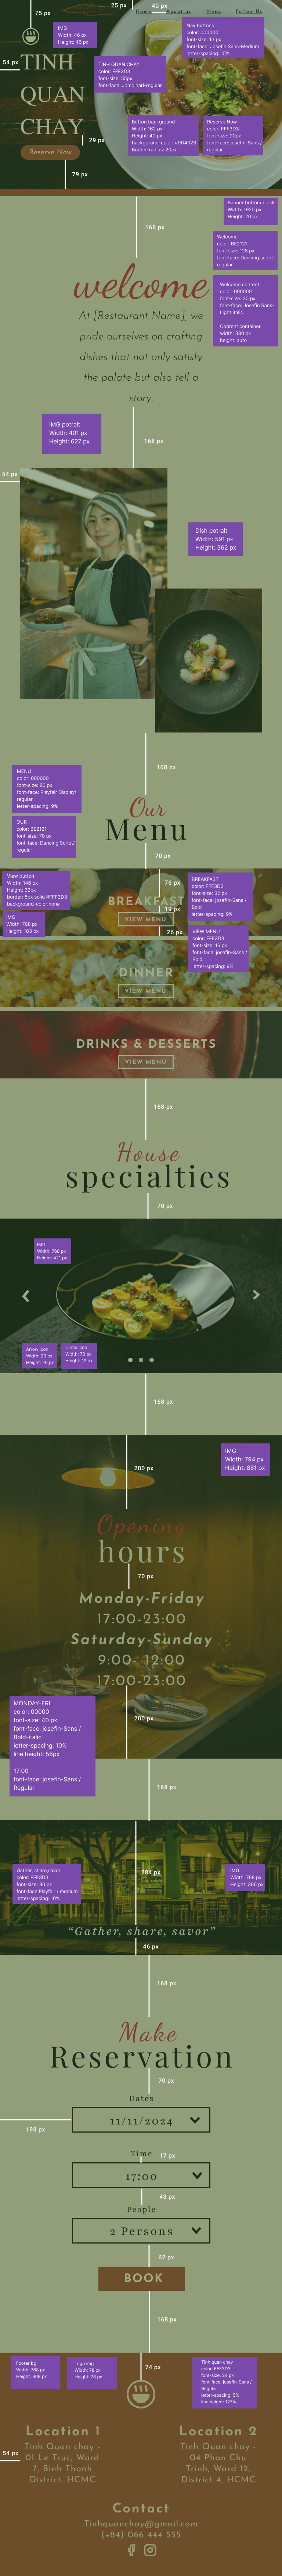 25 px
40 px
75 px
Home
About us
Menu
Follow Us
IMG
Width: 46 px
Height: 46 px
Nav buttons
color: 000000
font-size: 13 px
font-face: Josefin Sans-Medium
letter-spacing: 15%
54 px
TINH
QUAN
CHAY
TINH QUAN CHAY
color: FFF3D3
font-size: 55px
font-face: Jomolhari-regular
Button background
Width: 162 px
Height: 40 px
background-color: #8D4D23
Border-radius: 20px
Reserve Now
color: FFF3D3
font-size: 20px
font-face: josefin-Sans /
regular
29 px
Reserve Now
79 px
Banner bottom block
Width: 1920 px
Height: 20 px
168 px
Welcome
color: BE2121
font-size: 128 px
font-face: Dancing script-
regular
welcome
Welcome content
color: 000000
font-size: 30 px
font-face: Josefin Sans-
Light italic
Content container
width: 390 px
height: auto
At [Restaurant Name], we
pride ourselves on crafting
dishes that not only satisfy
the palate but also tell a
story.
IMG potrait
Width: 401 px
Height: 627 px
168 px
54 px
Dish potrait
Width: 591 px
Height: 362 px
168 px
MENU
color: 000000
font-size: 80 px
font-face: Playfair Display/
regular
letter-spacing: 9%
OUR
color: BE2121
font-size: 70 px
font-face: Dancing Script/
regular
Our
Menu
70 px
View button
Width: 146 px
Height: 32px
border: 5px solid #FFF3D3
background-color:none
76 px
BREAKFAST
19 px
VIEW MENU
BREAKFAST
color: FFF3D3
font-size: 32 px
font-face: josefin-Sans /
Bold
letter-spacing: 9%
IMG
Width: 768 px
Height: 183 px
26 px
VIEW MENU
color: FFF3D3
font-size: 16 px
font-face: josefin-Sans /
Bold
letter-spacing: 9%
DINNER
VIEW MENU
DRINKS & DESSERTS
VIEW MENU
168 px
House
specialties
70 px
IMG
Width: 768 px
Height: 421 px
Arrow Icon
Width: 20 px
Height: 26 px
Circle Icon
Width: 70 px
Height: 12 px
168 px
IMG
Width: 794 px
Height: 881 px
200 px
Opening
hours
70 px
Monday-Friday
17:00-23:00
Saturday-Sunday
9:00- 12:00
17:00-23:00
MONDAY-FRI
color: 00000
font-size: 40 px
font-face: josefin-Sans /
Bold-italic
letter-spacing: 10%
line height: 56px
17:00
font-face: josefin-Sans /
Regular
200 px
168 px
Gather, share,savor
color: FFF3D3
font-size: 36 px
font-face:Playfair / medium
letter-spacing: 10%
284 px
IMG
Width: 768 px
Height: 366 px
“Gather, share, savor”
46 px
168 px
Make
Reservation
70 px
Dates
11/11/2024
193 px
Time
17 px
17:00
43 px
People
2 Persons
62 px
BOOK
168 px
Footer bg
Width: 768 px
Height: 608 px
Logo img
Width: 78 px
Height: 78 px
74 px
Tinh quan chay
color: FFF3D3
font-size: 24 px
font-face: josefin-Sans /
Regular
letter-spacing: 5%
line height: 127%
Location 1
Location 2
54 px
Tinh Quan chay -
01 Le Truc, Ward
7, Binh Thanh
District, HCMC
Tinh Quan chay -
04 Phan Chu
Trinh, Ward 12,
District 4, HCMC
Contact
Tinhquanchay@gmail.com
(+84) 066 444 555